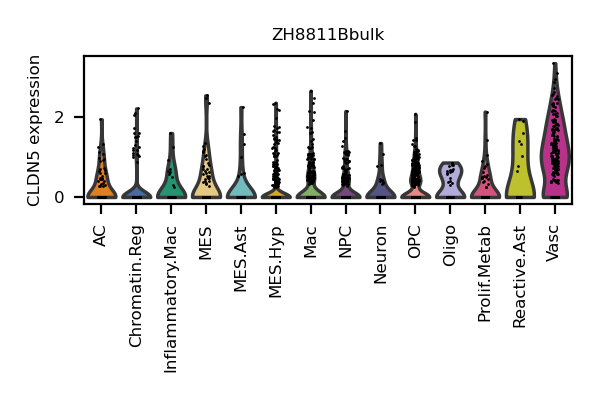 ZH8811Bbulk
CLDN5 expression
2
0
AC
Chromatin.Reg
Inflammatory.Mac
MES
MES.Ast
MES.Hyp
Mac
NPC
Neuron
OPC
Oligo
Prolif.Metab
Reactive.Ast
Vasc